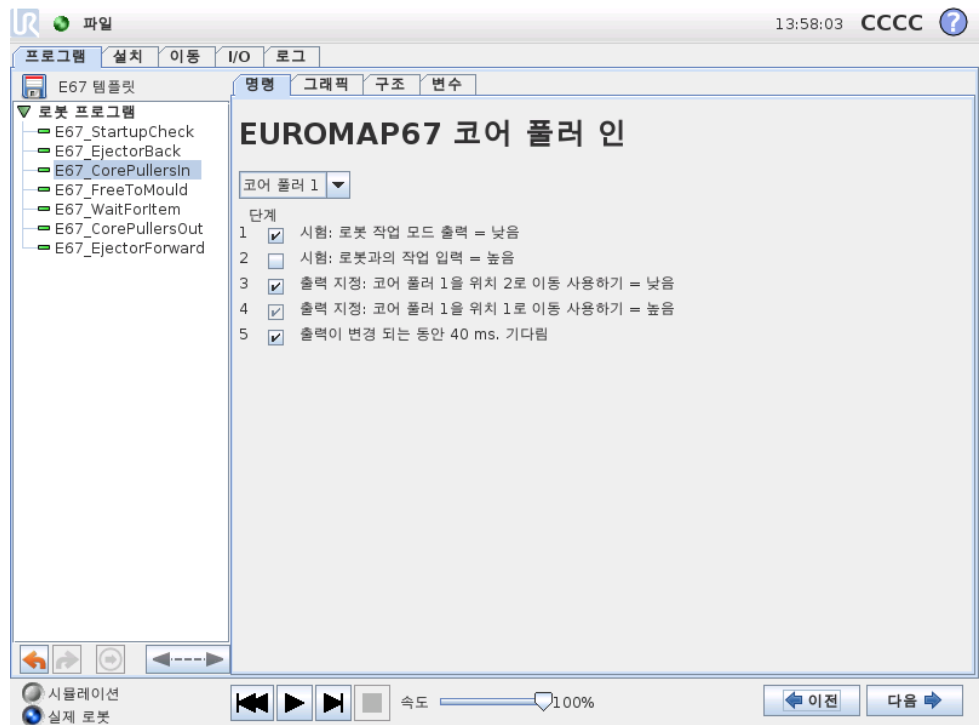 UR 파일 13:58:03 CCCC ?
프로그램 설치 이동 I/O 로그
E67 템플릿
명령 그래픽 구조 변수
로봇 프로그램
E67_StartupCheck
E67_EjectorBack
E67_CorePullersIn
E67_FreeToMould
E67_WaitForItem
E67_CorePullersOut
E67_EjectorForward
EUROMAP67 코어 풀러 인
코어 풀러 1
단계
1 시험: 로봇 작업 모드 출력 = 낮음
2 시험: 로봇과의 작업 입력 = 높음
3 출력 지정: 코어 풀러 1을 위치 2로 이동 사용하기 = 낮음
4 출력 지정: 코어 풀러 1을 위치 1로 이동 사용하기 = 높음
5 출력이 변경 되는 동안 40 ms. 기다림
시뮬레이션
실제 로봇
속도 100%
이전 다음